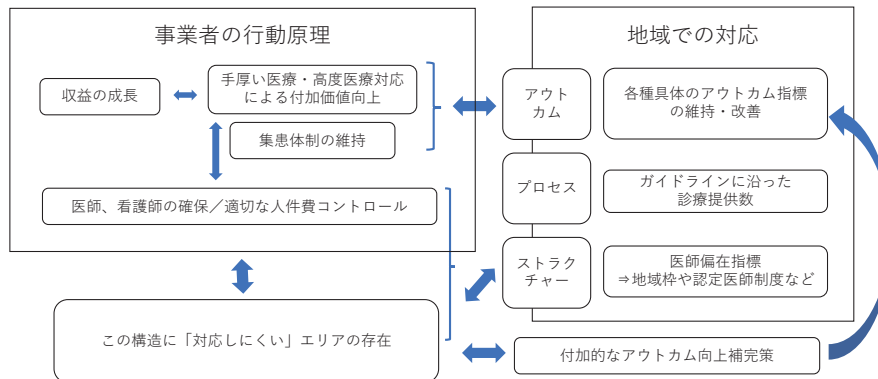 事業者の行動原理
収益の成長
手厚い医療・高度医療対応
による付加価値向上
集患体制の維持
医師、看護師の確保／適切な人件費コントロール
この構造に「対応しにくい」エリアの存在
地域での対応
アウト
カム
各種具体のアウトカム指標
の維持・改善
プロセス
ガイドラインに沿った
診療提供数
ストラク
チャー
医師偏在指標
⇒地域枠や認定医師制度など
付加的なアウトカム向上補完策